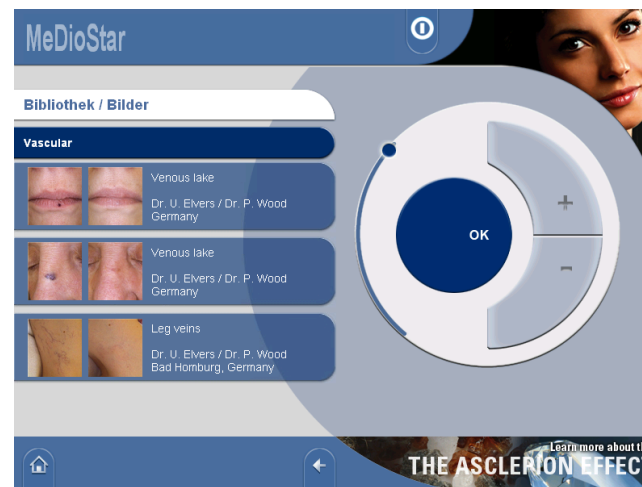 MeDioStar
Bibliothek / Bilder
Vascular
Venous lake
Dr. U. Elvers / Dr. P. Wood
Germany
Venous lake
Dr. U. Elvers / Dr. P. Wood
Germany
Leg veins
Dr. U. Elvers / Dr. P. Wood
Bad Homburg, Germany
+
OK
–
Learn more about
THE ASCLEPION EFFEC